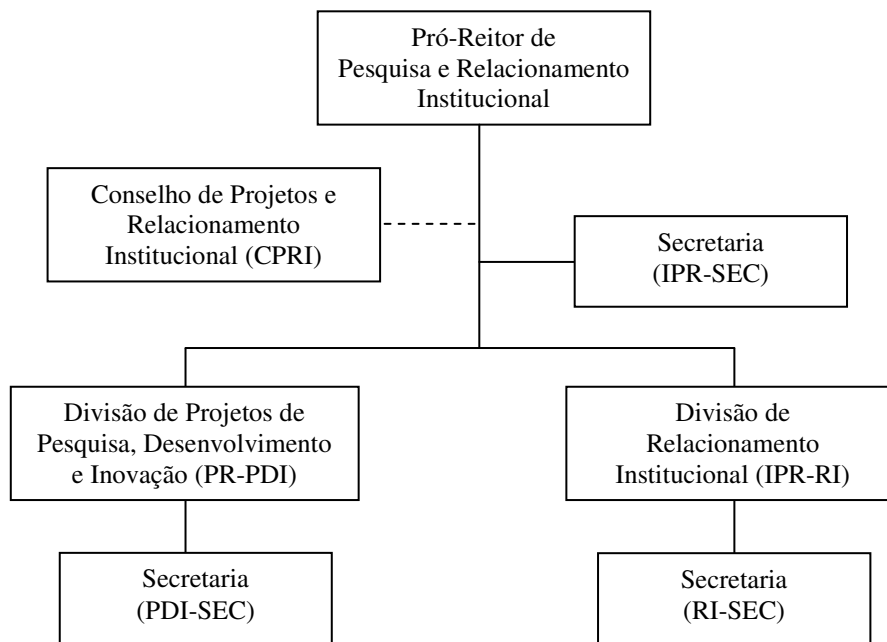 Pró-Reitor de
Pesquisa e Relacionamento
Institucional
Conselho de Projetos e
Relacionamento
Institucional (CPRI)
Secretaria
(IPR-SEC)
Divisão de Projetos de
Pesquisa, Desenvolvimento
e Inovação (PR-PDI)
Divisão de
Relacionamento
Institucional (IPR-RI)
Secretaria
(PDI-SEC)
Secretaria
(RI-SEC)